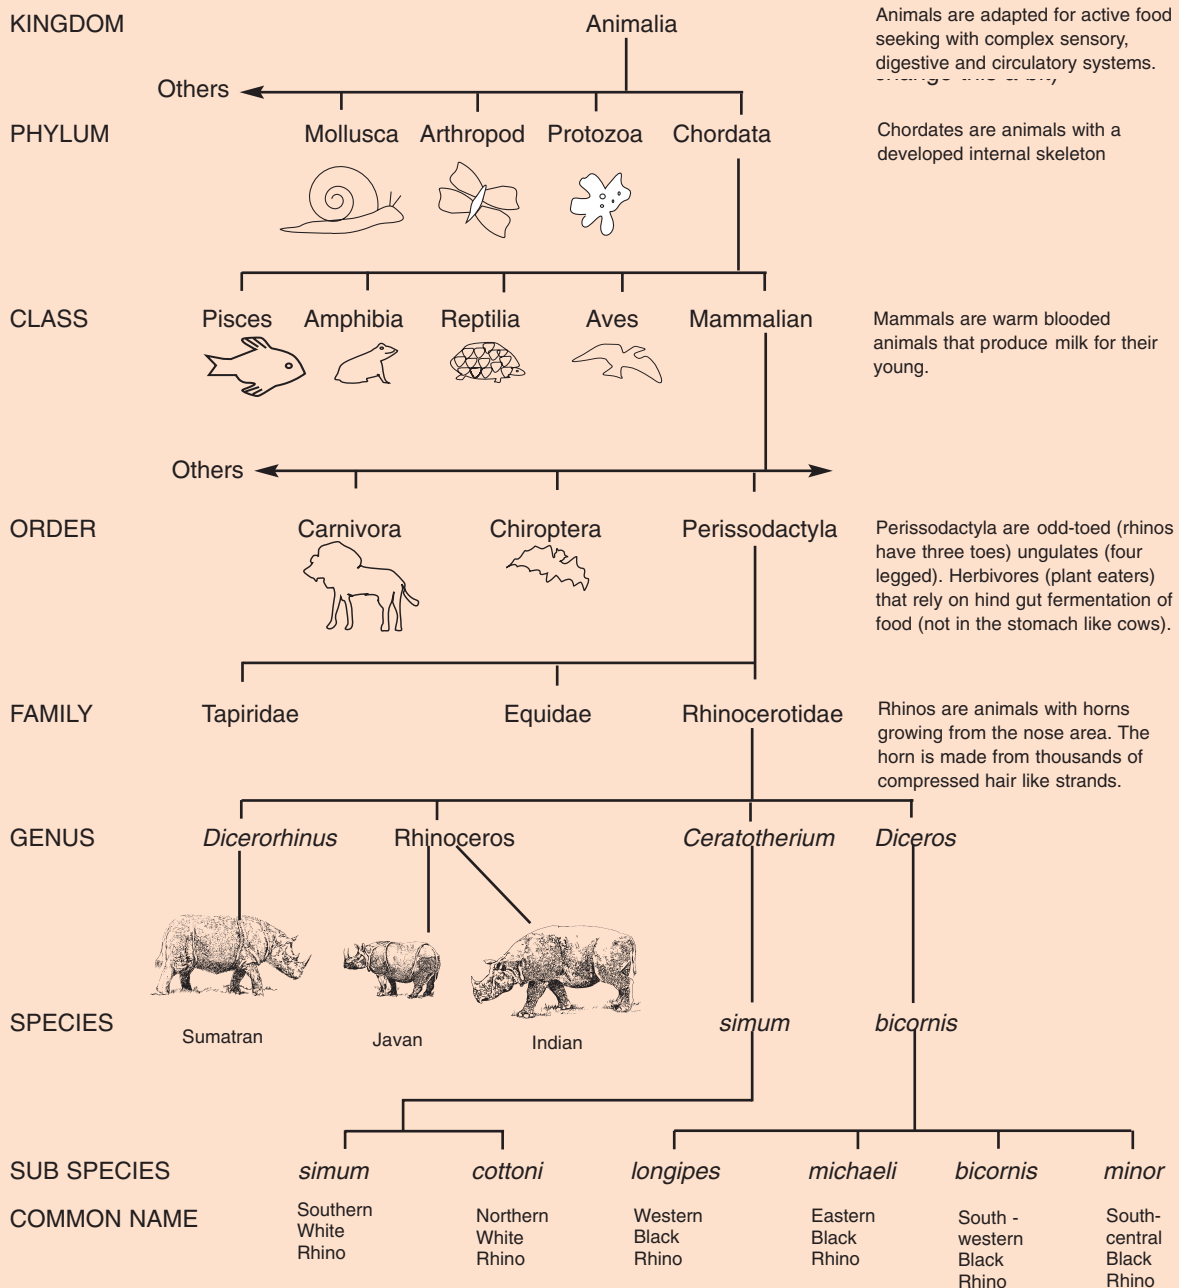 KINGDOM
Animalia
Animals are adapted for active food
seeking with complex sensory,
digestive and circulatory systems.
Others
PHYLUM
Mollusca
Arthropod
Protozoa
Chordata
Chordates are animals with a
developed internal skeleton
CLASS
Pisces
Amphibia
Reptilia
Aves
Mammalian
Mammals are warm blooded
animals that produce milk for their
young.
Others
ORDER
Carnivora
Chiroptera
Perissodactyla
Perissodactyla are odd-toed (rhinos
have three toes) ungulates (four
legged). Herbivores (plant eaters)
that rely on hind gut fermentation of
food (not in the stomach like cows).
FAMILY
Tapiridae
Equidae
Rhinocerotidae
Rhinos are animals with horns
growing from the nose area. The
horn is made from thousands of
compressed hair like strands.
GENUS
Dicerorhinus
Rhinoceros
Ceratotherium
Diceros
SPECIES
Sumatran
Javan
Indian
simum
bicornis
SUB SPECIES
simum
cottoni
longipes
michaeli
bicornis
minor
COMMON NAME
Southern
White
Rhino
Northern
White
Rhino
Western
Black
Rhino
Eastern
Black
Rhino
South -
western
Black
Rhino
South-
central
Black
Rhino